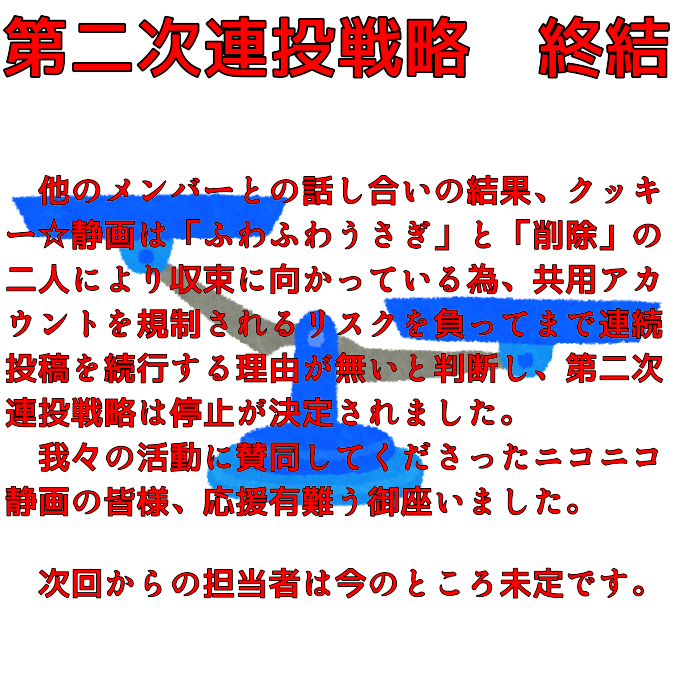 第二次連投戦略　終結
　他のメンバーとの話し合いの結果、クッキ
ー☆静画は「ふわふわうさぎ」と「削除」の
二人により収束に向かっている為、共用アカ
ウントを規制されるリスクを負ってまで連続
投稿を続行する理由が無いと判断し、第二次
連投戦略は停止が決定されました。
　我々の活動に賛同してくださったニコニコ
静画の皆様、応援有難う御座いました。
　次回からの担当者は今のところ未定です。